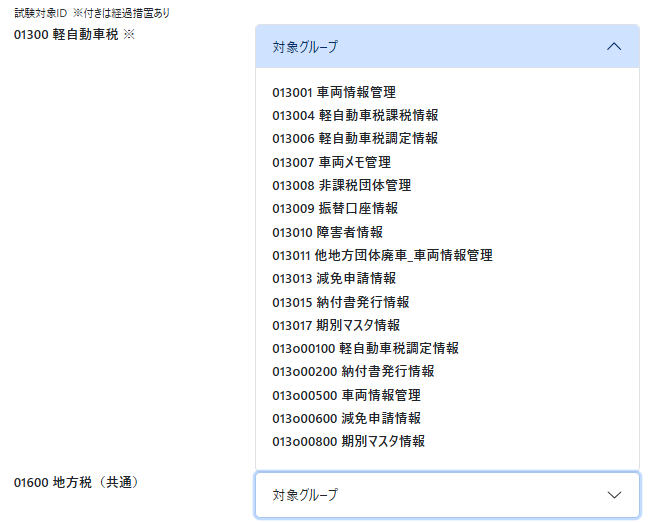 試験対象ID ※付きは経過措置あり
01300 軽自動車税 ※
対象グループ
013001 車両情報管理
013004 軽自動車税課税情報
013006 軽自動車税調定情報
013007 車両メモ管理
013008 非課税団体管理
013009 振替口座情報
013010 障害者情報
013011 他地方団体廃車_車両情報管理
013013 減免申請情報
013015 納付書発行情報
013017 期別マスタ情報
013o00100 軽自動車税調定情報
013o00200 納付書発行情報
013o00500 車両情報管理
013o00600 減免申請情報
013o00800 期別マスタ情報
01600 地方税（共通）
対象グループ